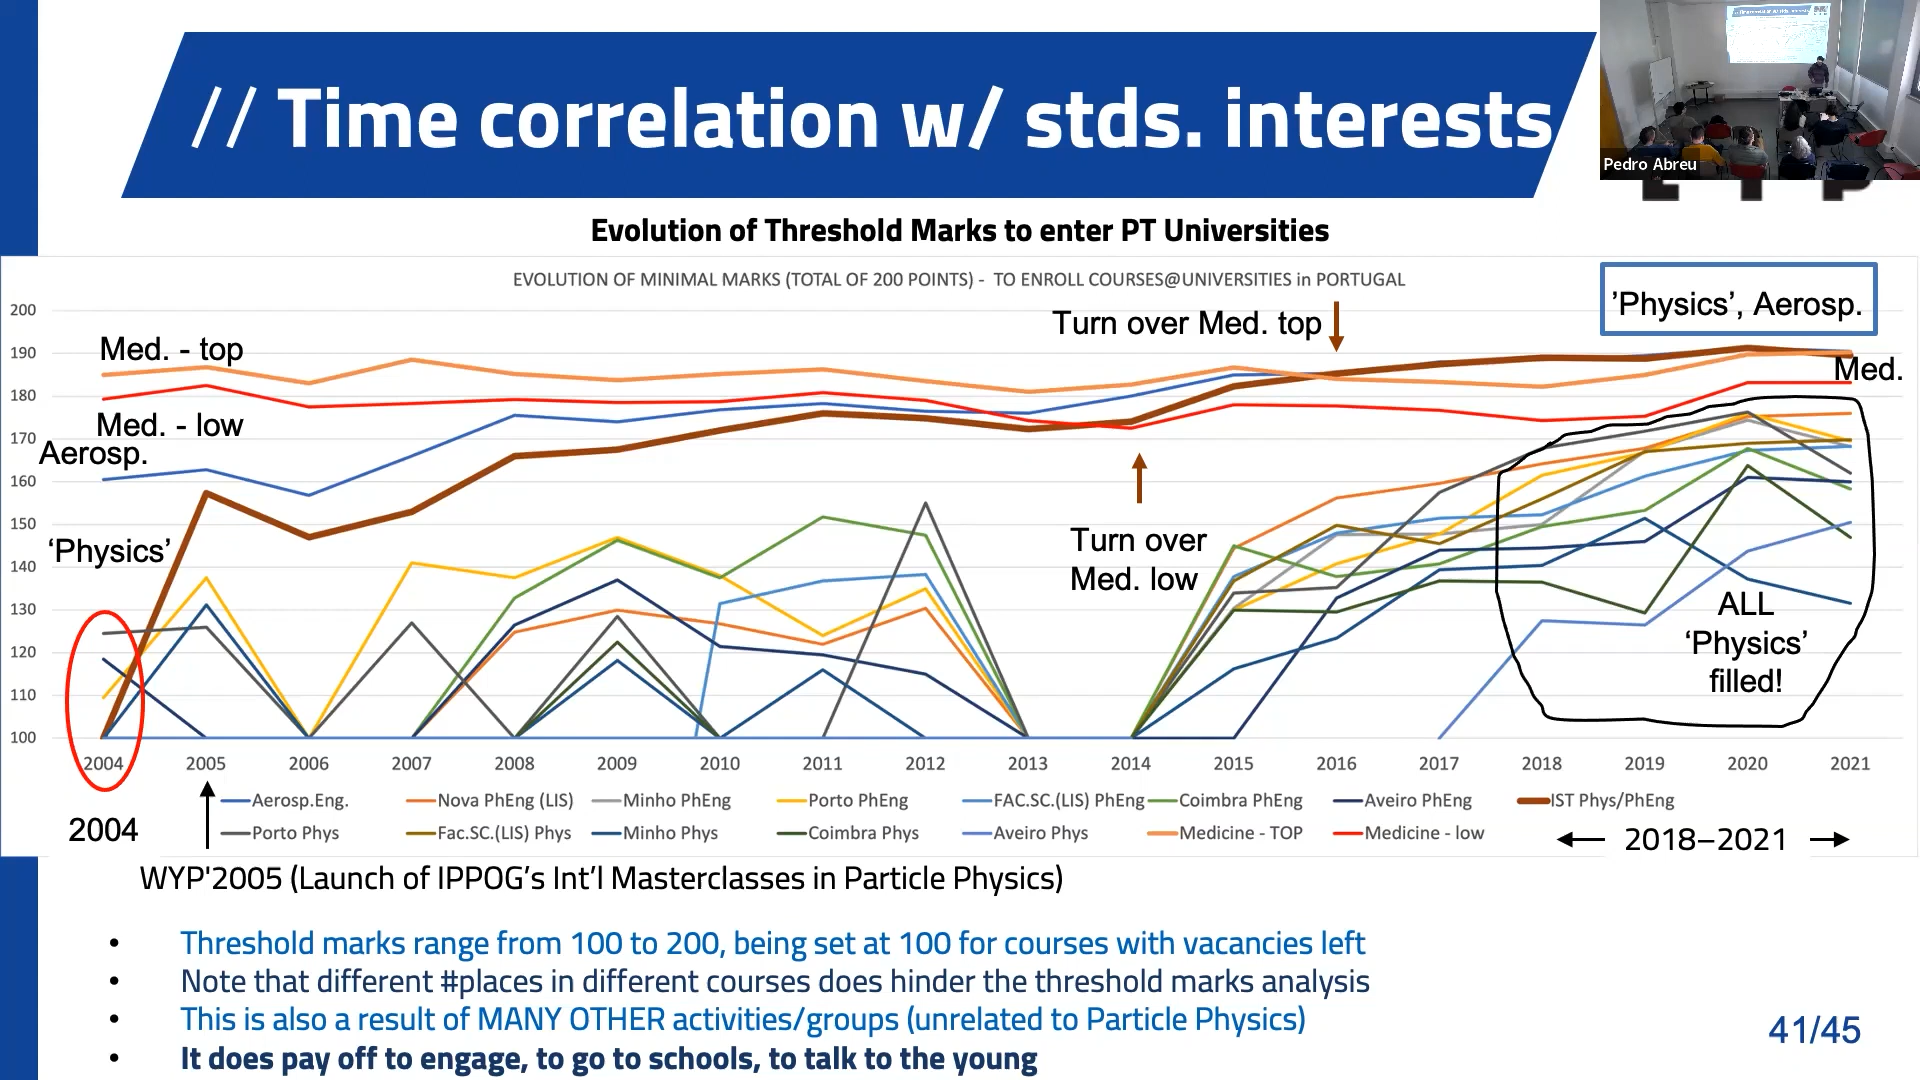 // Time correlation w/ stds. interests
Pedro Abreu
Evolution of Threshold Marks to enter PT Universities
EVOLUTION OF MINIMAL MARKS (TOTAL OF 200 POINTS) - TO ENROLL COURSES@UNIVERSITIES in PORTUGAL
'Physics', Aerosp.
Turn over Med. top
Med. - top
Med.
Med. - low
Aerosp.
'Physics'
Turn over
Med. low
ALL
'Physics'
filled!
200
190
180
170
160
150
140
130
120
110
100
2004 2005 2006 2007 2008 2009 2010 2011 2012 2013 2014 2015 2016 2017 2018 2019 2020 2021
Aerosp.Eng. Nova PhEng (LIS) Minho PhEng Porto PhEng FAC.SC.(LIS) PhEng Coimbra PhEng Aveiro PhEng IST Phys/PhEng
Porto Phys Fac.SC.(LIS) Phys Minho Phys Coimbra Phys Aveiro Phys Medicine - TOP Medicine - low
2004
2018–2021
WYP'2005 (Launch of IPPOG's Int'l Masterclasses in Particle Physics)
• Threshold marks range from 100 to 200, being set at 100 for courses with vacancies left
• Note that different #places in different courses does hinder the threshold marks analysis
• This is also a result of MANY OTHER activities/groups (unrelated to Particle Physics)
• It does pay off to engage, to go to schools, to talk to the young
41/45